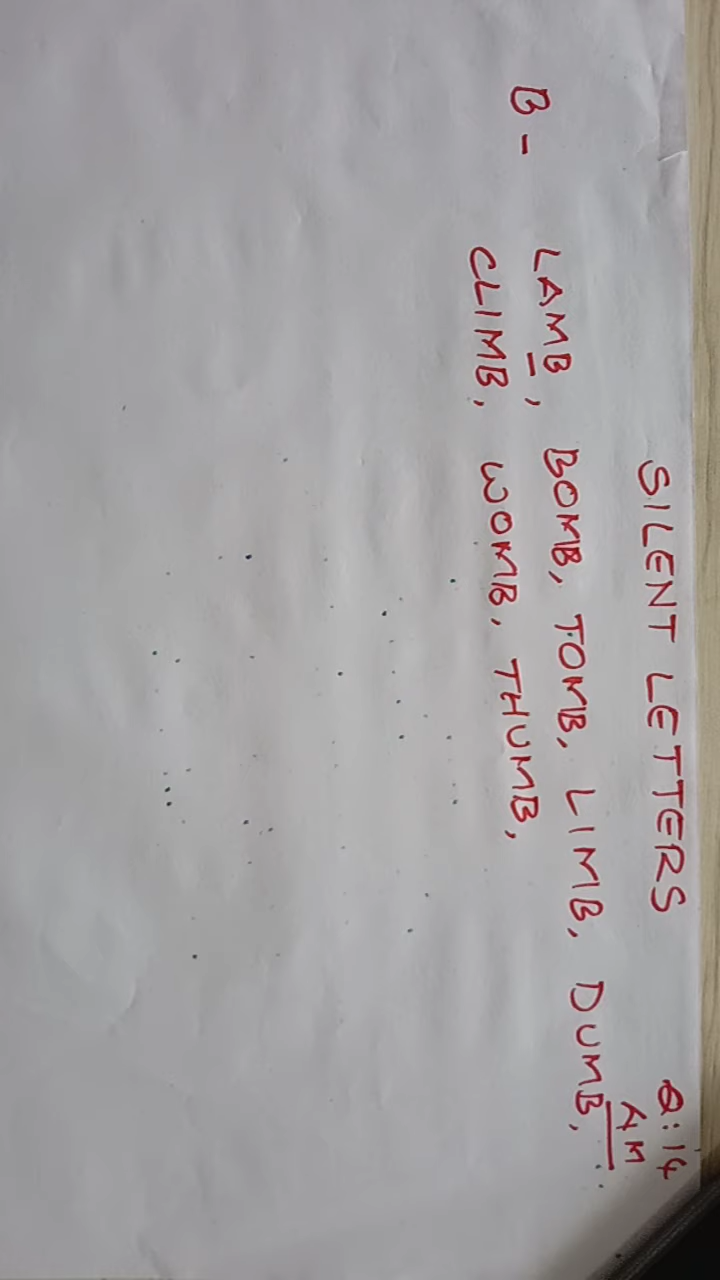 SILENT LETTERS
8:14
AM
B - LAMB, BOMB, TOMB, LIMB, DUMB,
CLIMB, WOMB, THUMB,